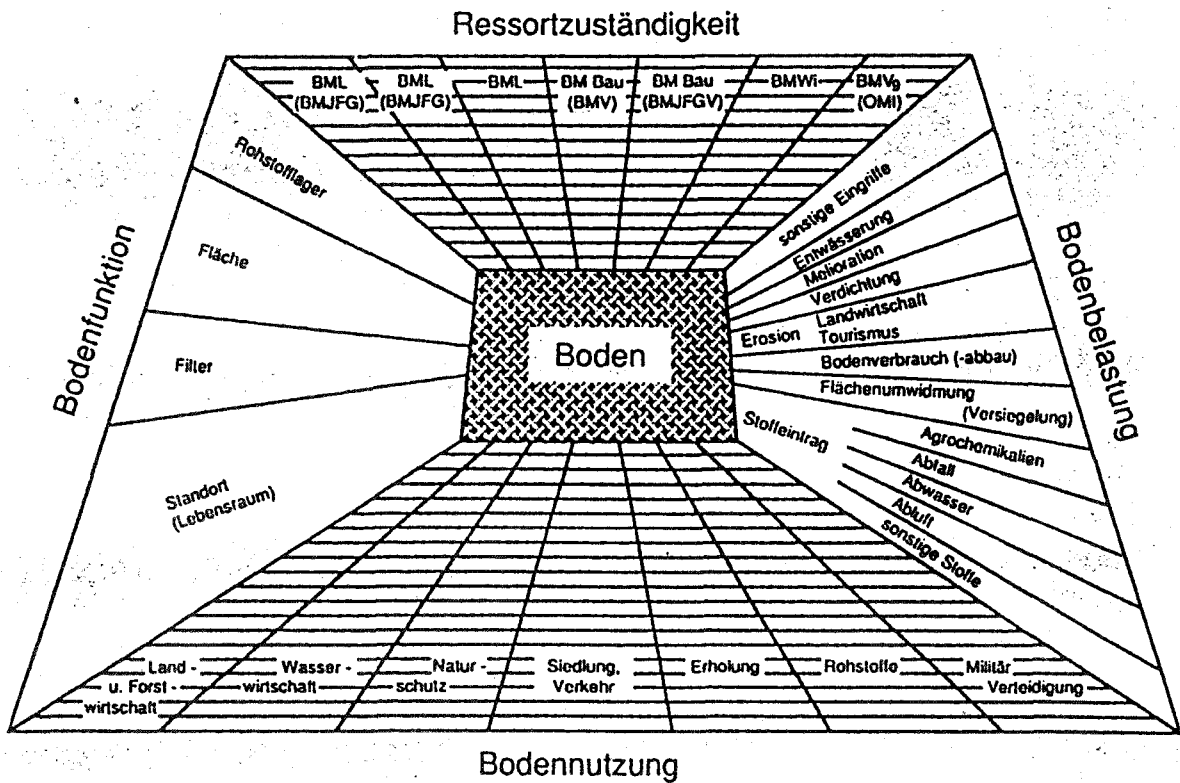 Ressortzuständigkeit
BML
(BMJFG)
BML
(BMJFG)
BML
BM Bau
(BMV)
BM Bau
(BMJFGV)
BMWi
BMVg
(OMI)
Bodenfunktion
Rohstofflager
Fläche
Filter
Standort
(Lebensraum)
Boden
Bodenbelastung
sonstige Eingriffe
Entwässerung
Melioration
Verdichtung
Erosion
Landwirtschaft
Tourismus
Bodenverbrauch (-abbau)
Flächenumwidmung
(Versiegelung)
Stoffeintrag
Agrochemikalien
Abfall
Abwasser
Abluft
sonstige Stoffe
Land -
u. Forst -
wirtschaft
Wasser -
wirtschaft
Natur -
schutz
Siedlung,
Verkehr
Erholung
Rohstoffe
Militär
Verteidigung
Bodennutzung